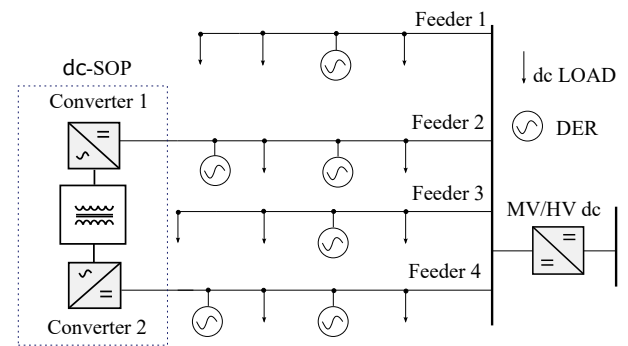 Feeder 1
dc-SOP
dc LOAD
Converter 1
Feeder 2
DER
Feeder 3
MV/HV dc
Feeder 4
Converter 2